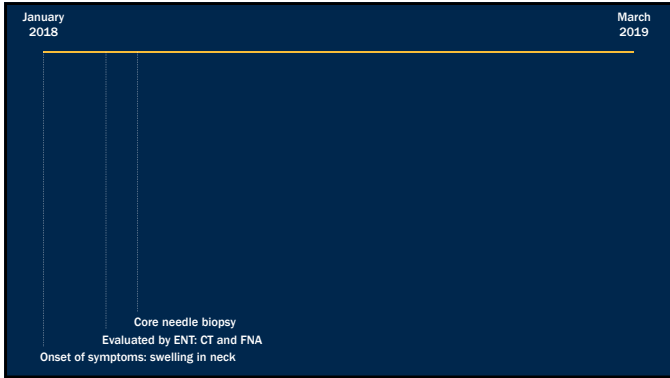 January
2018
March
2019
Core needle biopsy
Evaluated by ENT: CT and FNA
Onset of symptoms: swelling in neck